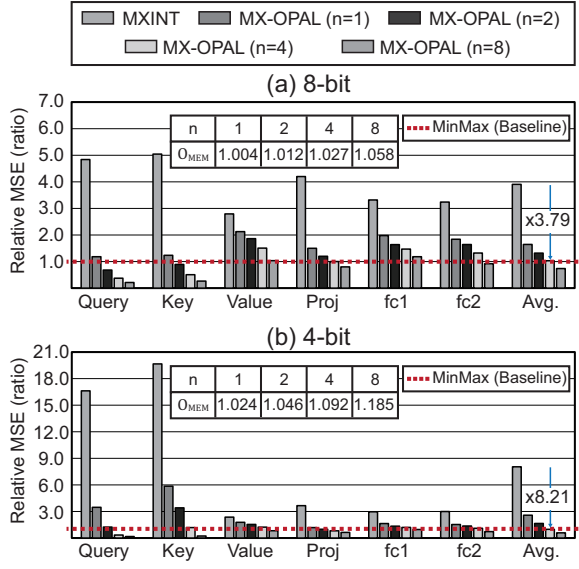 MXINT MX-OPAL (n=1) MX-OPAL (n=2)
MX-OPAL (n=4) MX-OPAL (n=8)
(a) 8-bit
Relative MSE (ratio)
7.0
6.0
5.0
4.0
3.0
2.0
1.0
n 1 2 4 8
OMEM 1.004 1.012 1.027 1.058
MinMax (Baseline)
x3.79
Query Key Value Proj fc1 fc2 Avg.
(b) 4-bit
Relative MSE (ratio)
21.0
18.0
15.0
12.0
9.0
6.0
3.0
n 1 2 4 8
OMEM 1.024 1.046 1.092 1.185
MinMax (Baseline)
x8.21
Query Key Value Proj fc1 fc2 Avg.